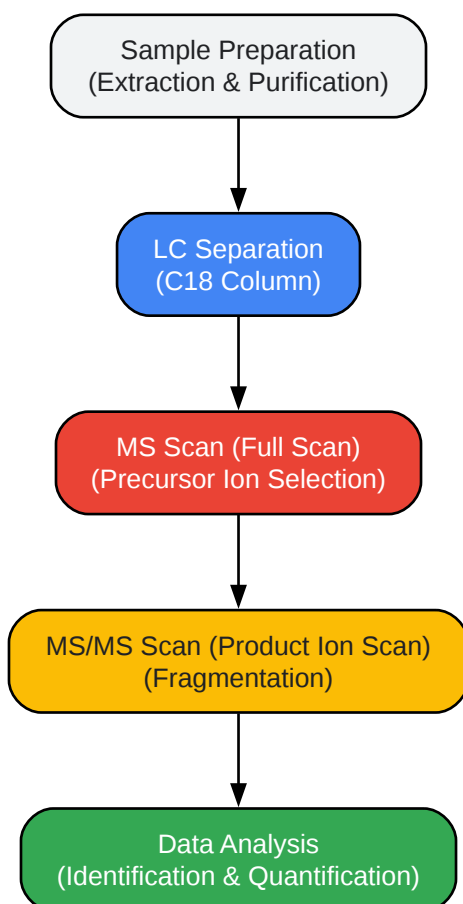 Sample Preparation
(Extraction & Purification)
LC Separation
(C18 Column)
MS Scan (Full Scan)
(Precursor Ion Selection)
MS/MS Scan (Product Ion Scan)
(Fragmentation)
Data Analysis
(Identification & Quantification)